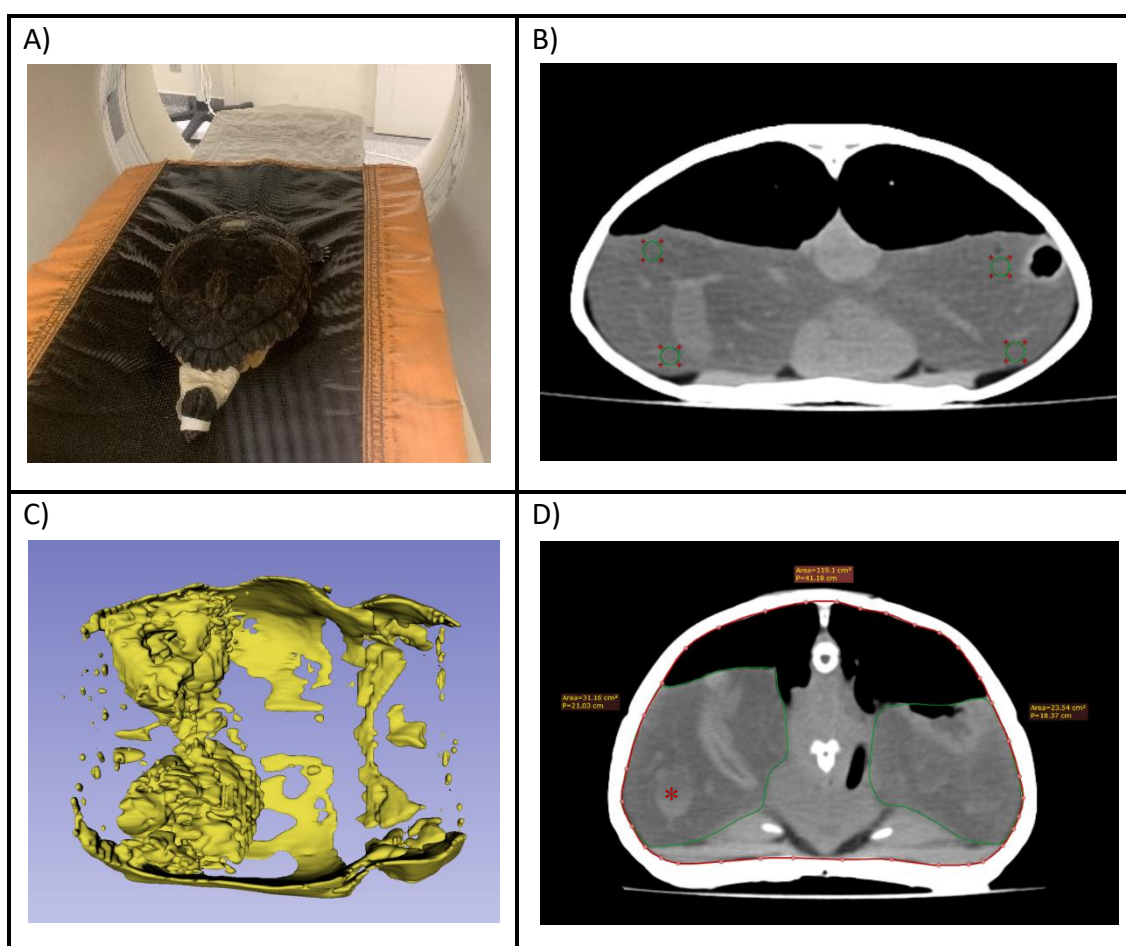 A)
B)
C)
D)
Area=119.1 cm²
P=41.18 cm
Area=31.16 cm²
P=21.03 cm
Area=23.54 cm²
P=18.37 cm
*